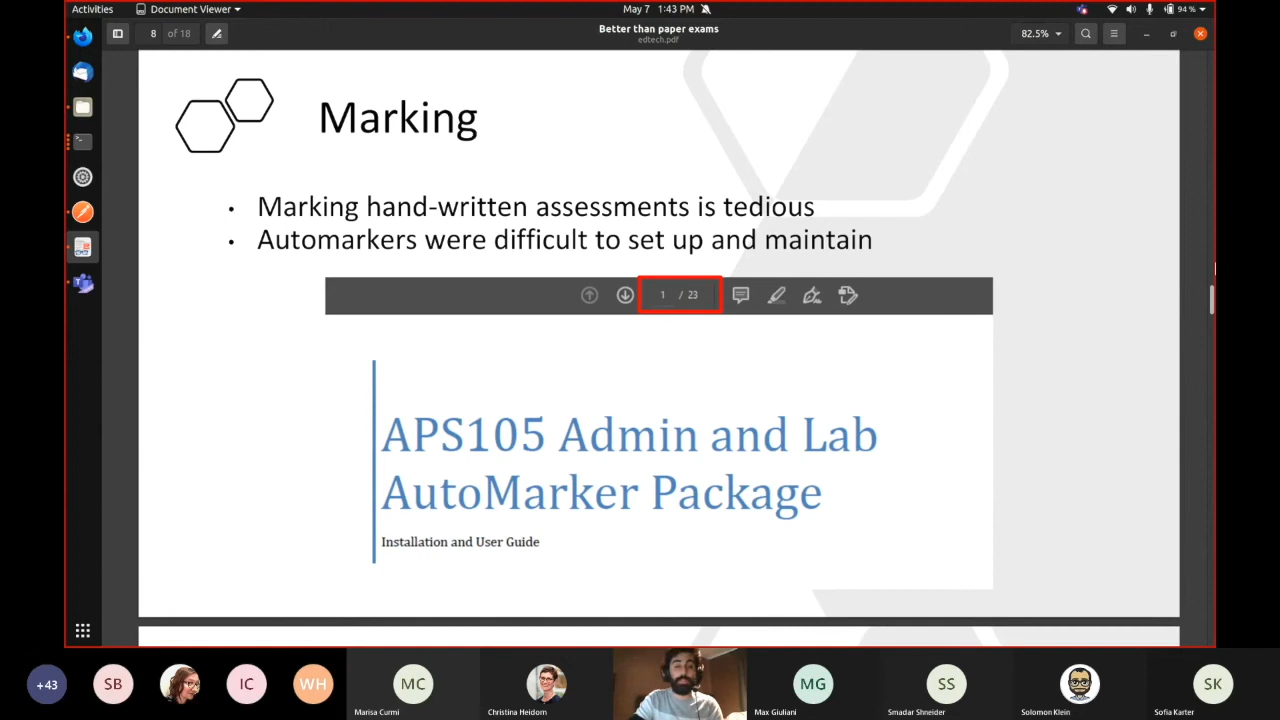 Activities
Document Viewer
May 7 1:43 PM
94 %
8 of 18
Better than paper exams
edtech.pdf
82.5%
Marking
• Marking hand-written assessments is tedious
• Automarkers were difficult to set up and maintain
1 / 23
APS105 Admin and Lab
AutoMarker Package
Installation and User Guide
+43
SB
IC
WH
MC
MG
SS
SK
Marisa Curmi
Christina Heidorn
Max Giuliani
Smadar Shneider
Solomon Klein
Sofia Karter